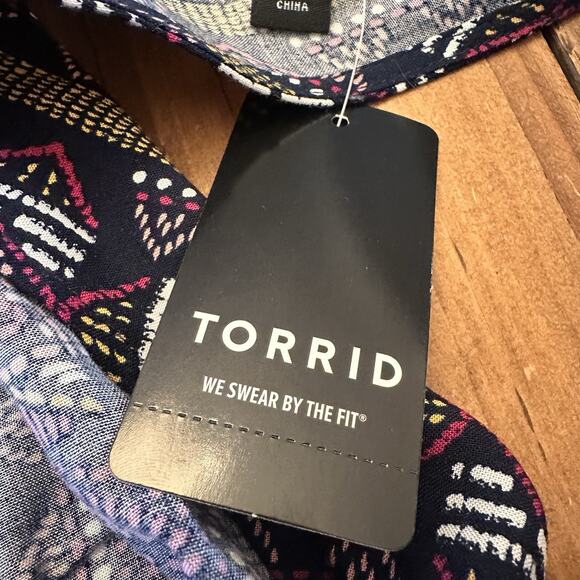 CHINA
TORRID
WE SWEAR BY THE FIT®